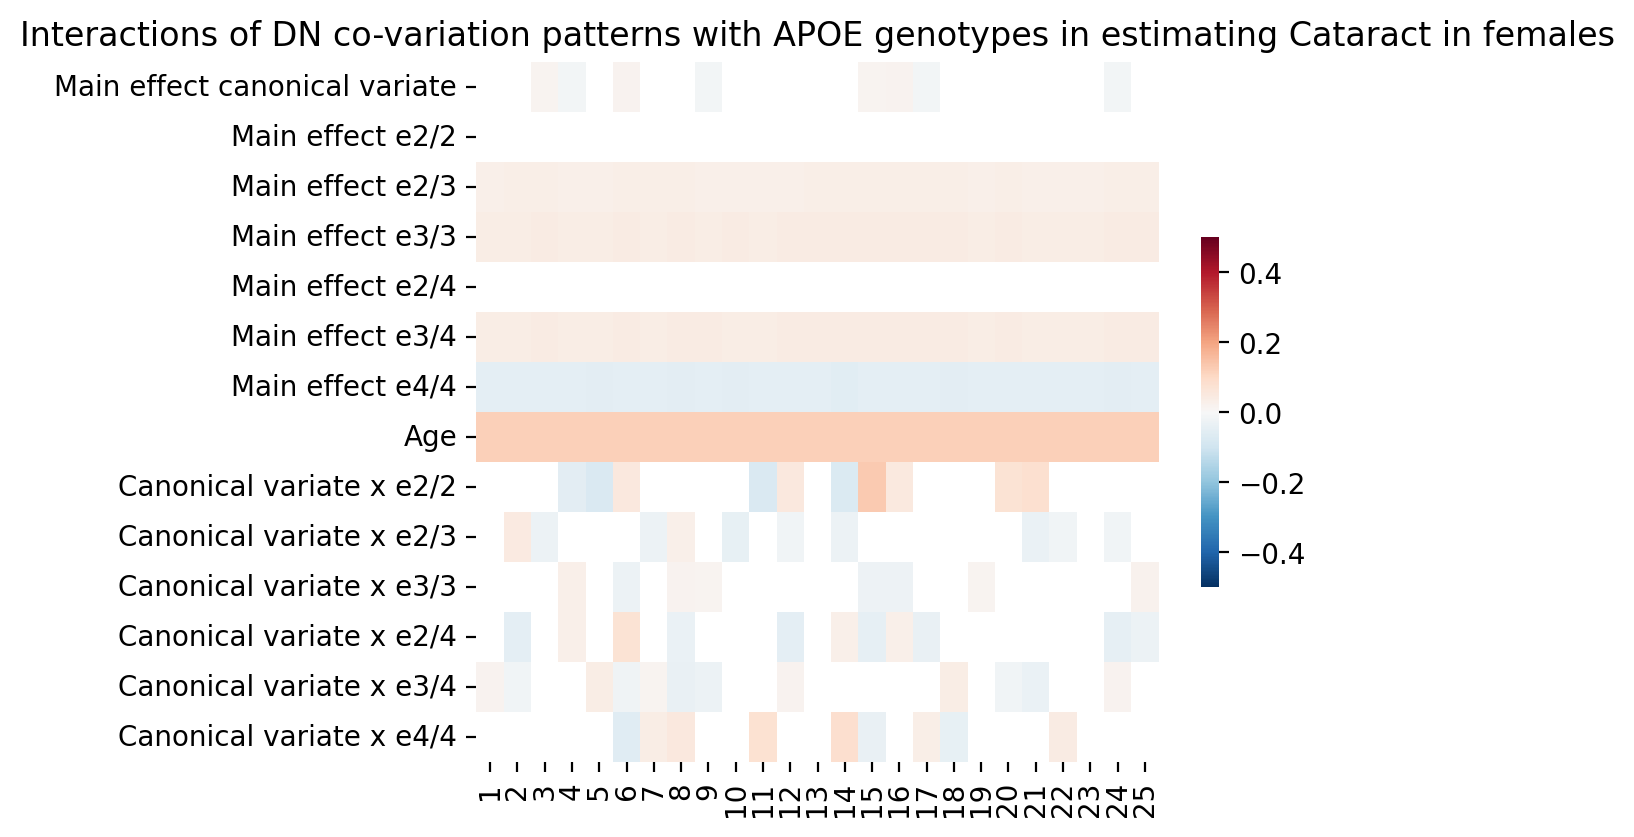 Interactions of DN co-variation patterns with APOE genotypes in estimating Cataract in females
Main effect canonical variate
Main effect e2/2
Main effect e2/3
Main effect e3/3
Main effect e2/4
Main effect e3/4
Main effect e4/4
Age
Canonical variate x e2/2
Canonical variate x e2/3
Canonical variate x e3/3
Canonical variate x e2/4
Canonical variate x e3/4
Canonical variate x e4/4
1 2 3 4 5 6 7 8 9 10 11 12 13 14 15 16 17 18 19 20 21 22 23 24 25
0.4
0.2
0.0
−0.2
−0.4